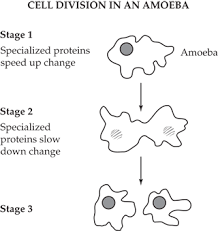 CELL DIVISION IN AN AMOEBA
Stage 1
Specialized proteins
speed up change
Amoeba
Stage 2
Specialized
proteins slow
down change
Stage 3